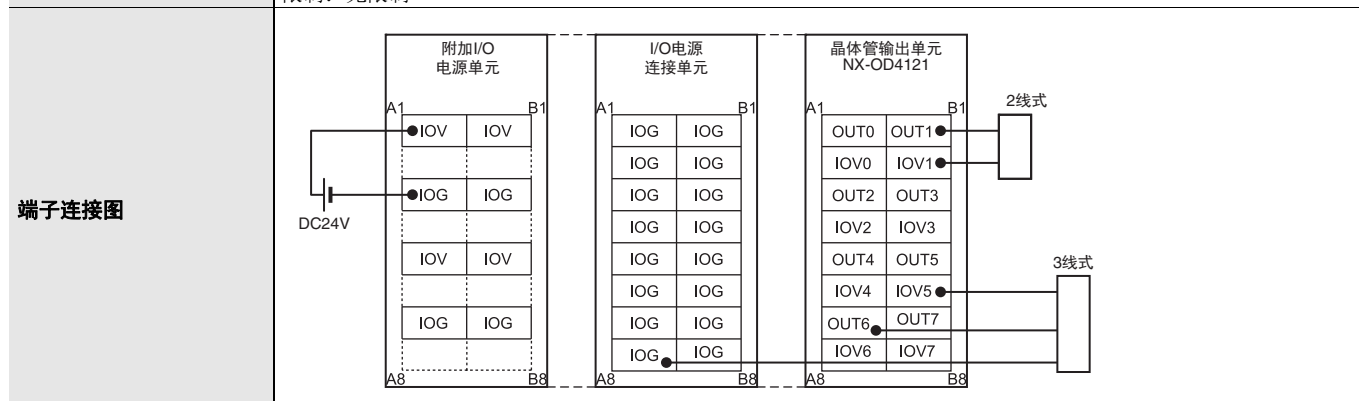 端子连接图
附加I/O
电源单元
A1 B1
IOV IOV
IOG IOG
IOV IOV
IOG IOG
A8 B8
DC24V
I/O电源
连接单元
A1 B1
IOG IOG
IOG IOG
IOG IOG
IOG IOG
IOG IOG
IOG IOG
IOG IOG
IOG IOG
A8 B8
晶体管输出单元
NX-OD4121
A1 B1
OUT0 OUT1
IOV0 IOV1
OUT2 OUT3
IOV2 IOV3
OUT4 OUT5
IOV4 IOV5
OUT6 OUT7
IOV6 IOV7
A8 B8
2线式
3线式